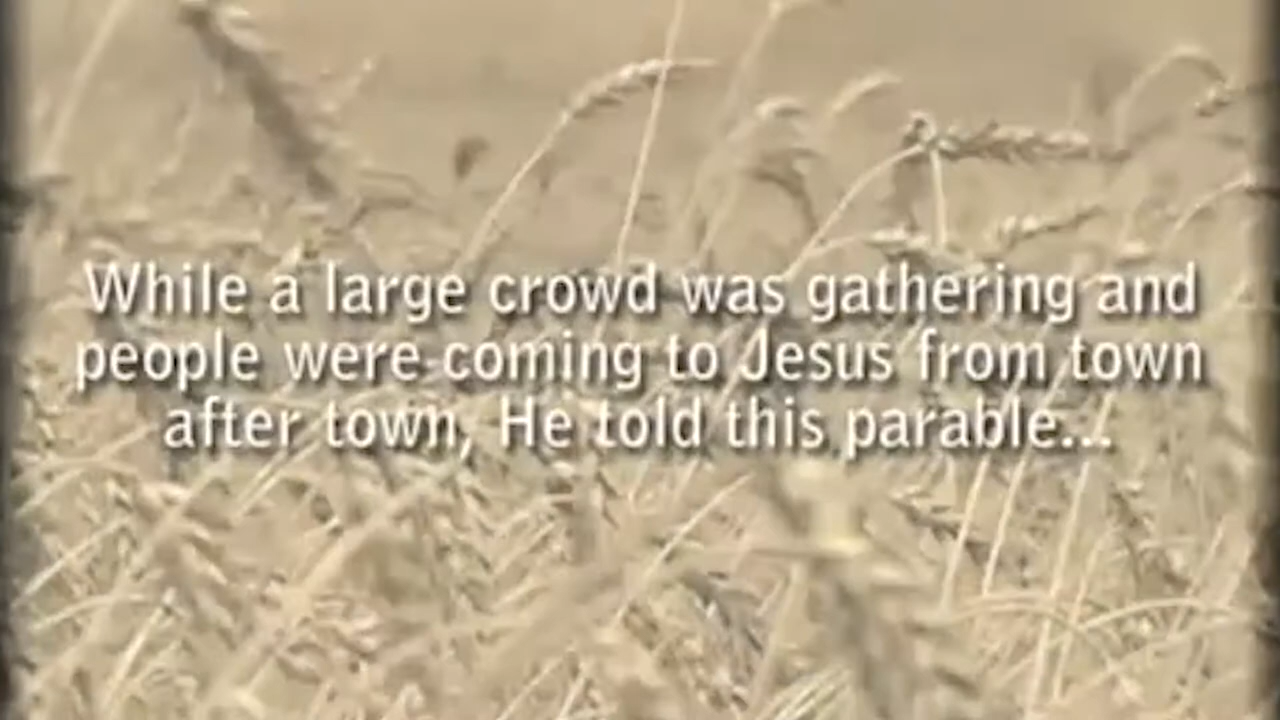 While a large crowd was gathering and
people were coming to Jesus from town
after town, He told this parable...